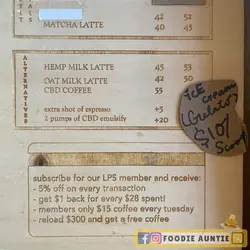 42 52
MATCHA LATTE 40 45
ALTERNATIVES
HEMP MILK LATTE 45 55
OAT MILK LATTE 42 50
CBD COFFEE 55
extra shot of espresso +5
2 pumps of CBD emulsify +20
ICE
cream
(Gelato)
$10/
Scoop
subscribe for our LPS member and receive:
- 5% off on every transaction
- get $1 back for every $28 spent!
- members only $15 coffee every tuesday
- reload $300 and get a free coffee
FOODIE AUNTIE